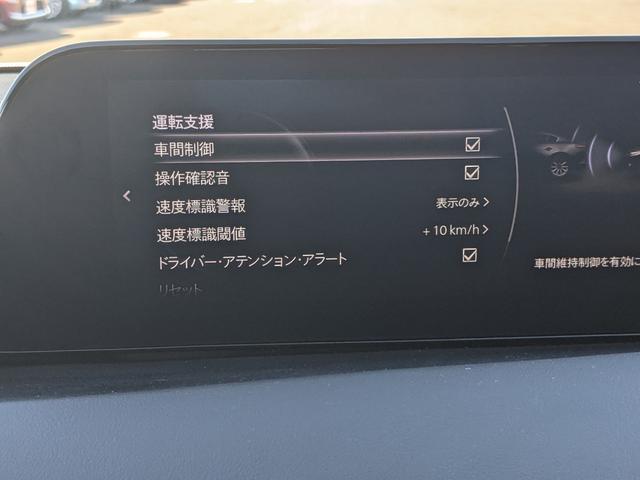 運転支援
車間制御
操作確認音
速度標識警報 表示のみ
速度標識閾値 +10 km/h
ドライバー・アテンション・アラート
リセット
車間維持制御を有効に